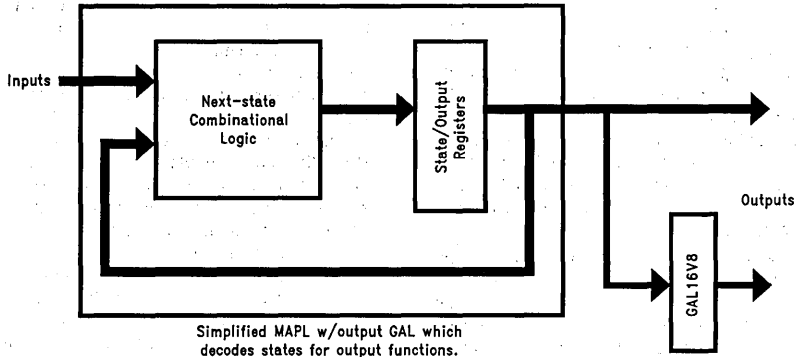 Inputs
Next-state
Combinational
Logic
State/Output
Registers
Outputs
GAL16V8
Simplified MAPL w/output GAL which
decodes states for output functions.